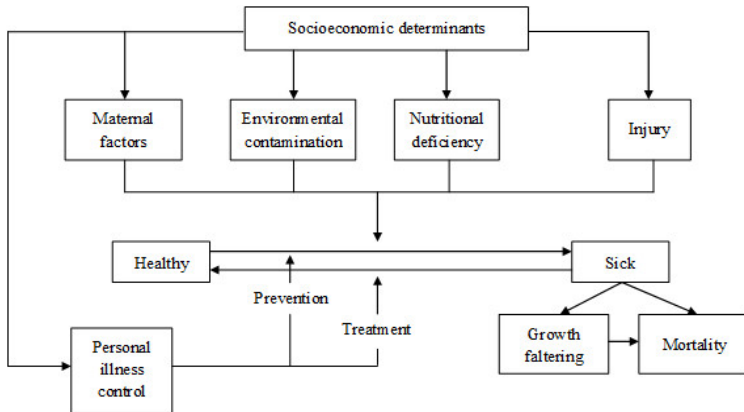 Socioeconomic determinants
Maternal
factors
Environmental
contamination
Nutritional
deficiency
Injury
Healthy
Sick
Prevention
Treatment
Growth
faltering
Mortality
Personal
illness
control